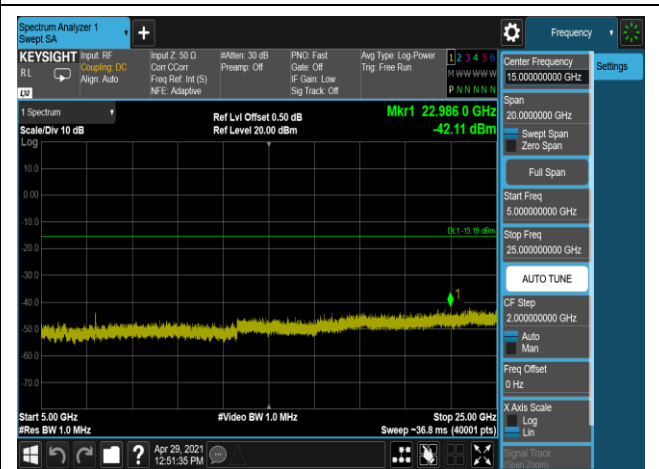 Spectrum Analyzer 1
Swept SA
Frequency
KEYSIGHT
RL
LXI
Input: RF
Coupling: DC
Align: Auto
Input Z: 50 Ω
Corr CCorr
Freq Ref: Int (S)
NFE: Adaptive
#Atten: 30 dB
Preamp: Off
PNO: Fast
Gate: Off
IF Gain: Low
Sig Track: Off
Avg Type: Log-Power
Trig: Free Run
1 2 3 4 5 6
M W W W W W
P N N N N N
1 Spectrum
Scale/Div 10 dB
Log
Ref Lvl Offset 0.50 dB
Ref Level 20.00 dBm
Mkr1 22.986 0 GHz
-42.11 dBm
10.0
0.00
-10.0
DL1 -15.19 dBm
-20.0
-30.0
1
-40.0
-50.0
-60.0
-70.0
Start 5.00 GHz
#Res BW 1.0 MHz
#Video BW 1.0 MHz
Stop 25.00 GHz
Sweep ~36.8 ms (40001 pts)
Apr 29, 2021
12:51:35 PM
Center Frequency
15.000000000 GHz
Settings
Span
20.0000000 GHz
Swept Span
Zero Span
Full Span
Start Freq
5.000000000 GHz
Stop Freq
25.000000000 GHz
AUTO TUNE
CF Step
2.000000000 GHz
Auto
Man
Freq Offset
0 Hz
X Axis Scale
Log
Lin
Signal Track
(Span Zoom)